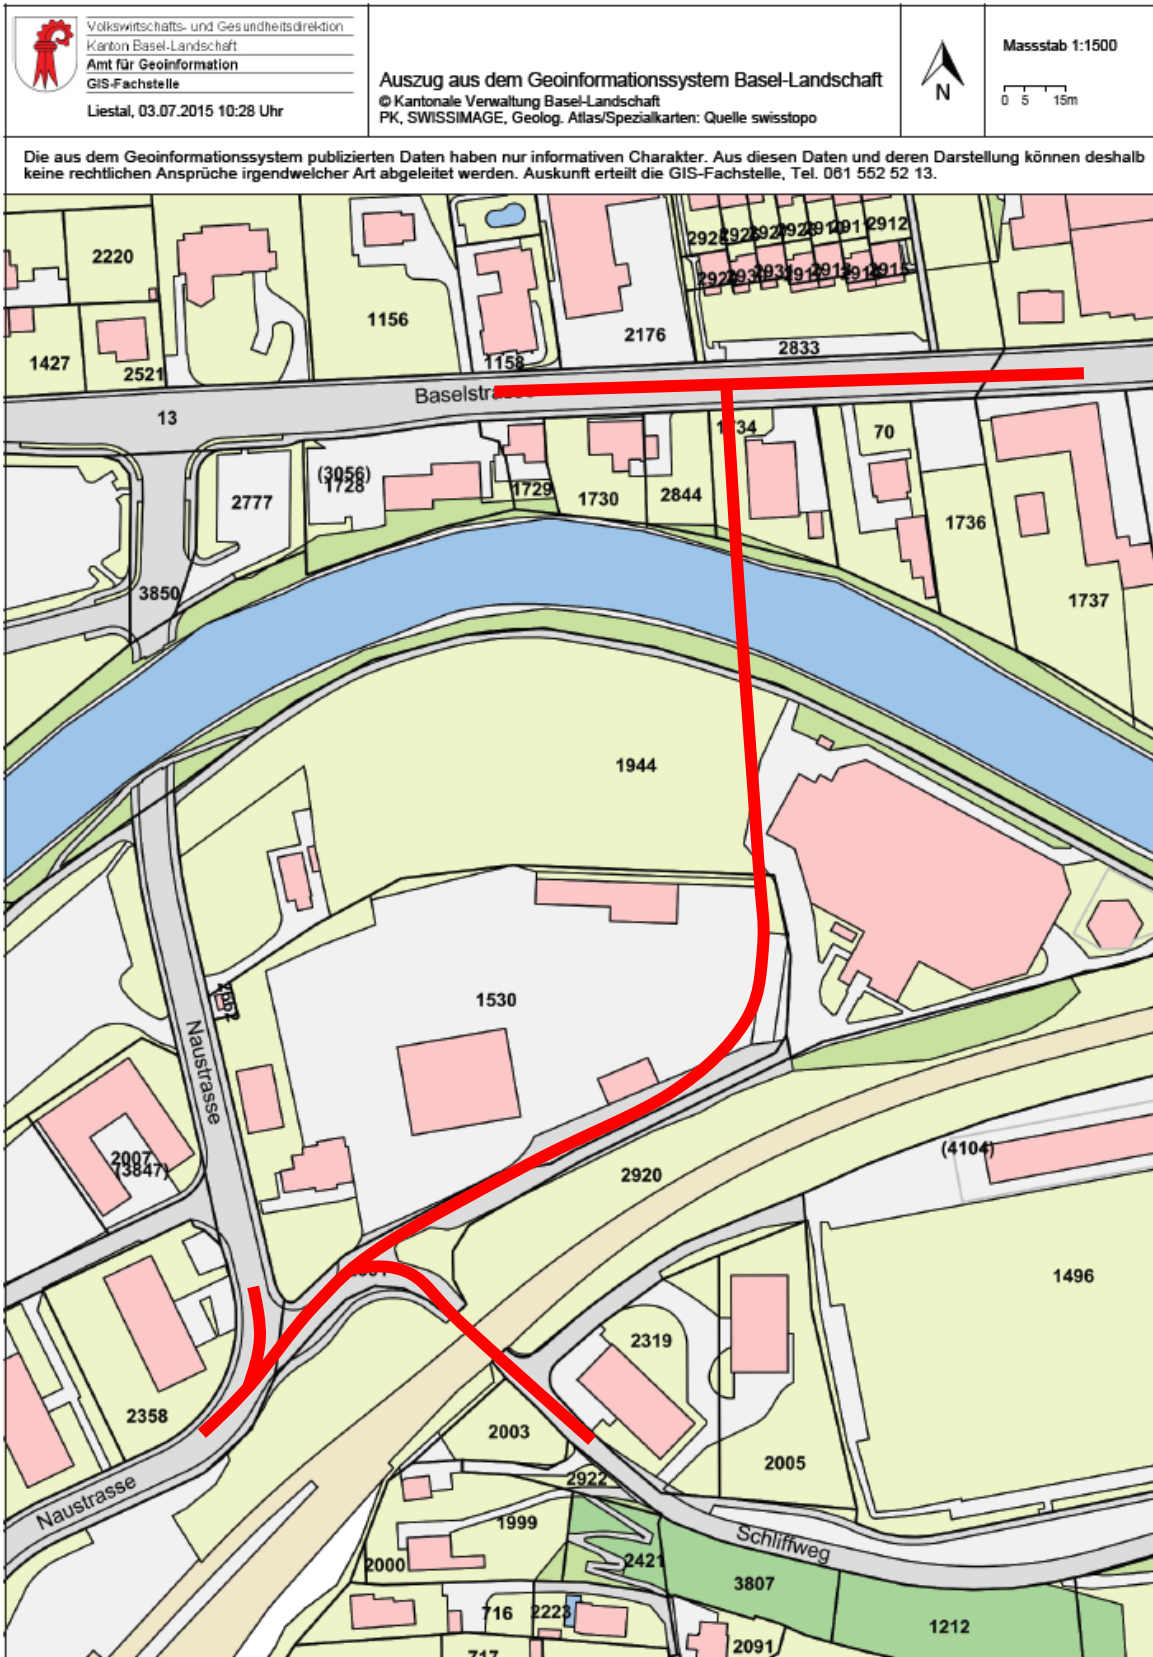 Volkswirtschafts- und Gesundheitsdirektion
Kanton Basel-Landschaft
Amt für Geoinformation
GIS-Fachstelle
Liestal, 03.07.2015 10:28 Uhr
Auszug aus dem Geoinformationssystem Basel-Landschaft
© Kantonale Verwaltung Basel-Landschaft
PK, SWISSIMAGE, Geolog. Atlas/Spezialkarten: Quelle swisstopo
N
Massstab 1:1500
0 5 15m
Die aus dem Geoinformationssystem publizierten Daten haben nur informativen Charakter. Aus diesen Daten und deren Darstellung können deshalb
keine rechtlichen Ansprüche irgendwelcher Art abgeleitet werden. Auskunft erteilt die GIS-Fachstelle, Tel. 061 552 52 13.
2912
2220
1156
2176
2833
1427
2521
1158
Baselstrasse
13
1734
70
(3056)
1728
2777
1729
1730
2844
1736
3850
1737
1944
1530
Naustrasse
2007
(3847)
(4104)
2920
1496
2319
2358
2003
2005
2922
Naustrasse
1999
Schliffweg
2000
2421
3807
716
2223
1212
2091
717